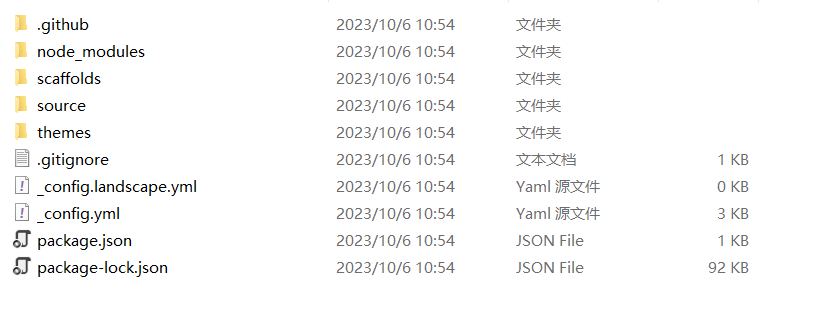 .github 2023/10/6 10:54 文件夹
node_modules 2023/10/6 10:54 文件夹
scaffolds 2023/10/6 10:54 文件夹
source 2023/10/6 10:54 文件夹
themes 2023/10/6 10:54 文件夹
.gitignore 2023/10/6 10:54 文本文档 1 KB
_config.landscape.yml 2023/10/6 10:54 Yaml 源文件 0 KB
_config.yml 2023/10/6 10:54 Yaml 源文件 3 KB
package.json 2023/10/6 10:54 JSON File 1 KB
package-lock.json 2023/10/6 10:54 JSON File 92 KB